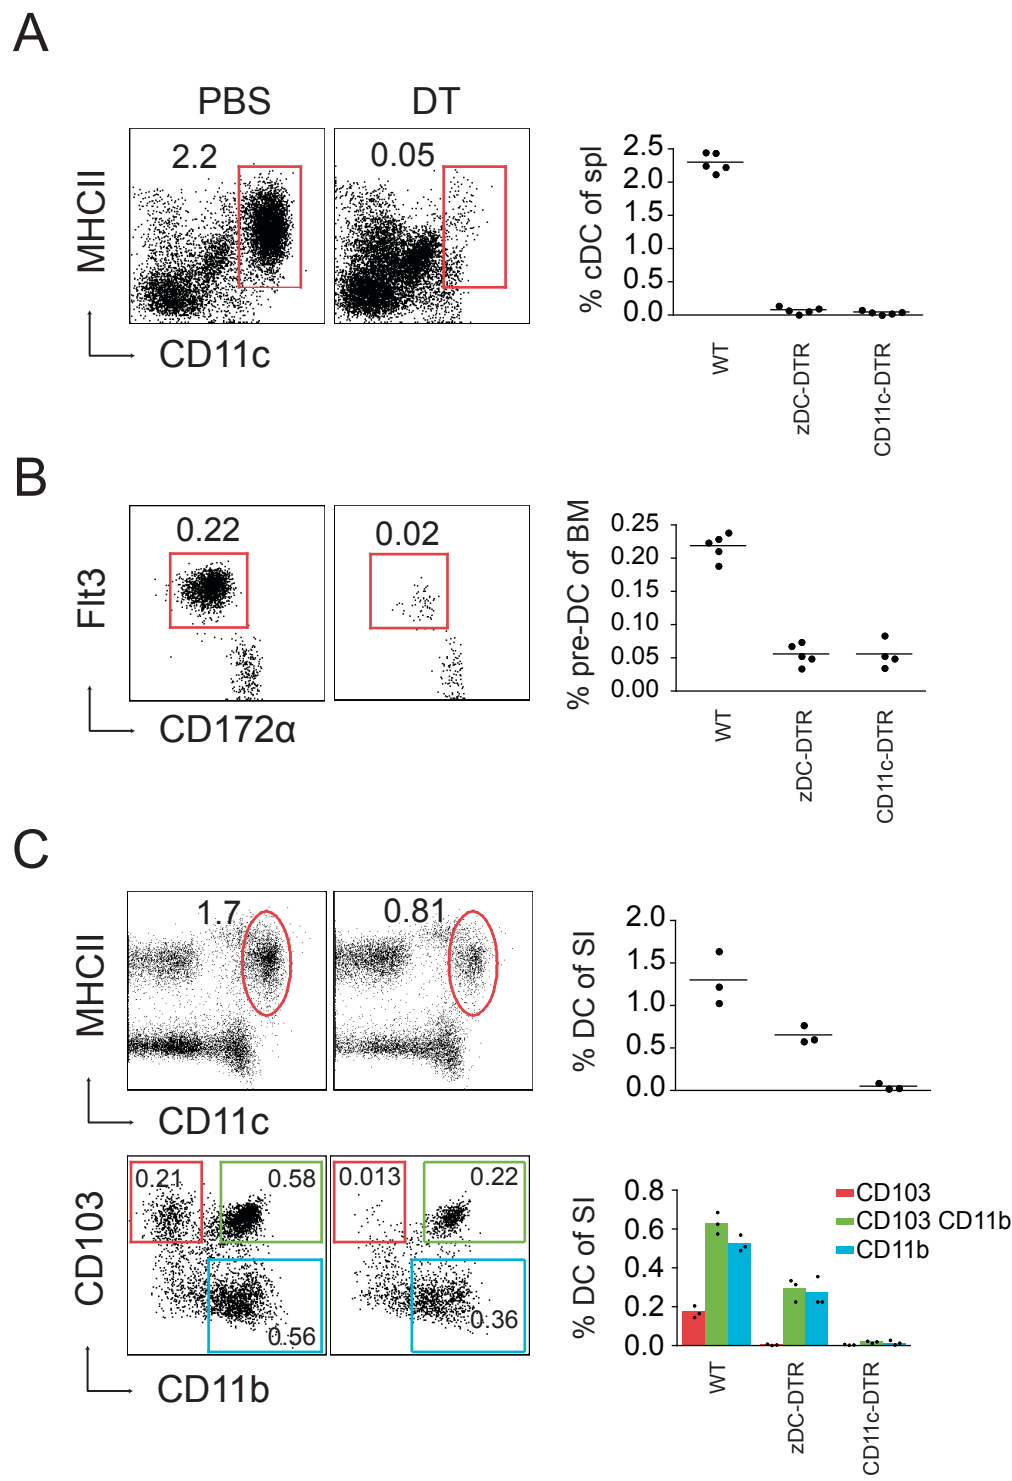 A
PBS
DT
2.2
0.05
MHCII
CD11c
% cDC of spl
2.5
2.0
1.5
1.0
0.5
0.0
WT
zDC-DTR
CD11c-DTR
B
0.22
0.02
Flt3
CD172α
% pre-DC of BM
0.25
0.20
0.15
0.10
0.05
0.00
WT
zDC-DTR
CD11c-DTR
C
1.7
0.81
MHCII
CD11c
% DC of SI
2.0
1.5
1.0
0.5
0.0
0.21
0.58
0.56
0.013
0.22
0.36
CD103
CD11b
% DC of SI
0.8
0.6
0.4
0.2
0.0
CD103
CD103 CD11b
CD11b
WT
zDC-DTR
CD11c-DTR